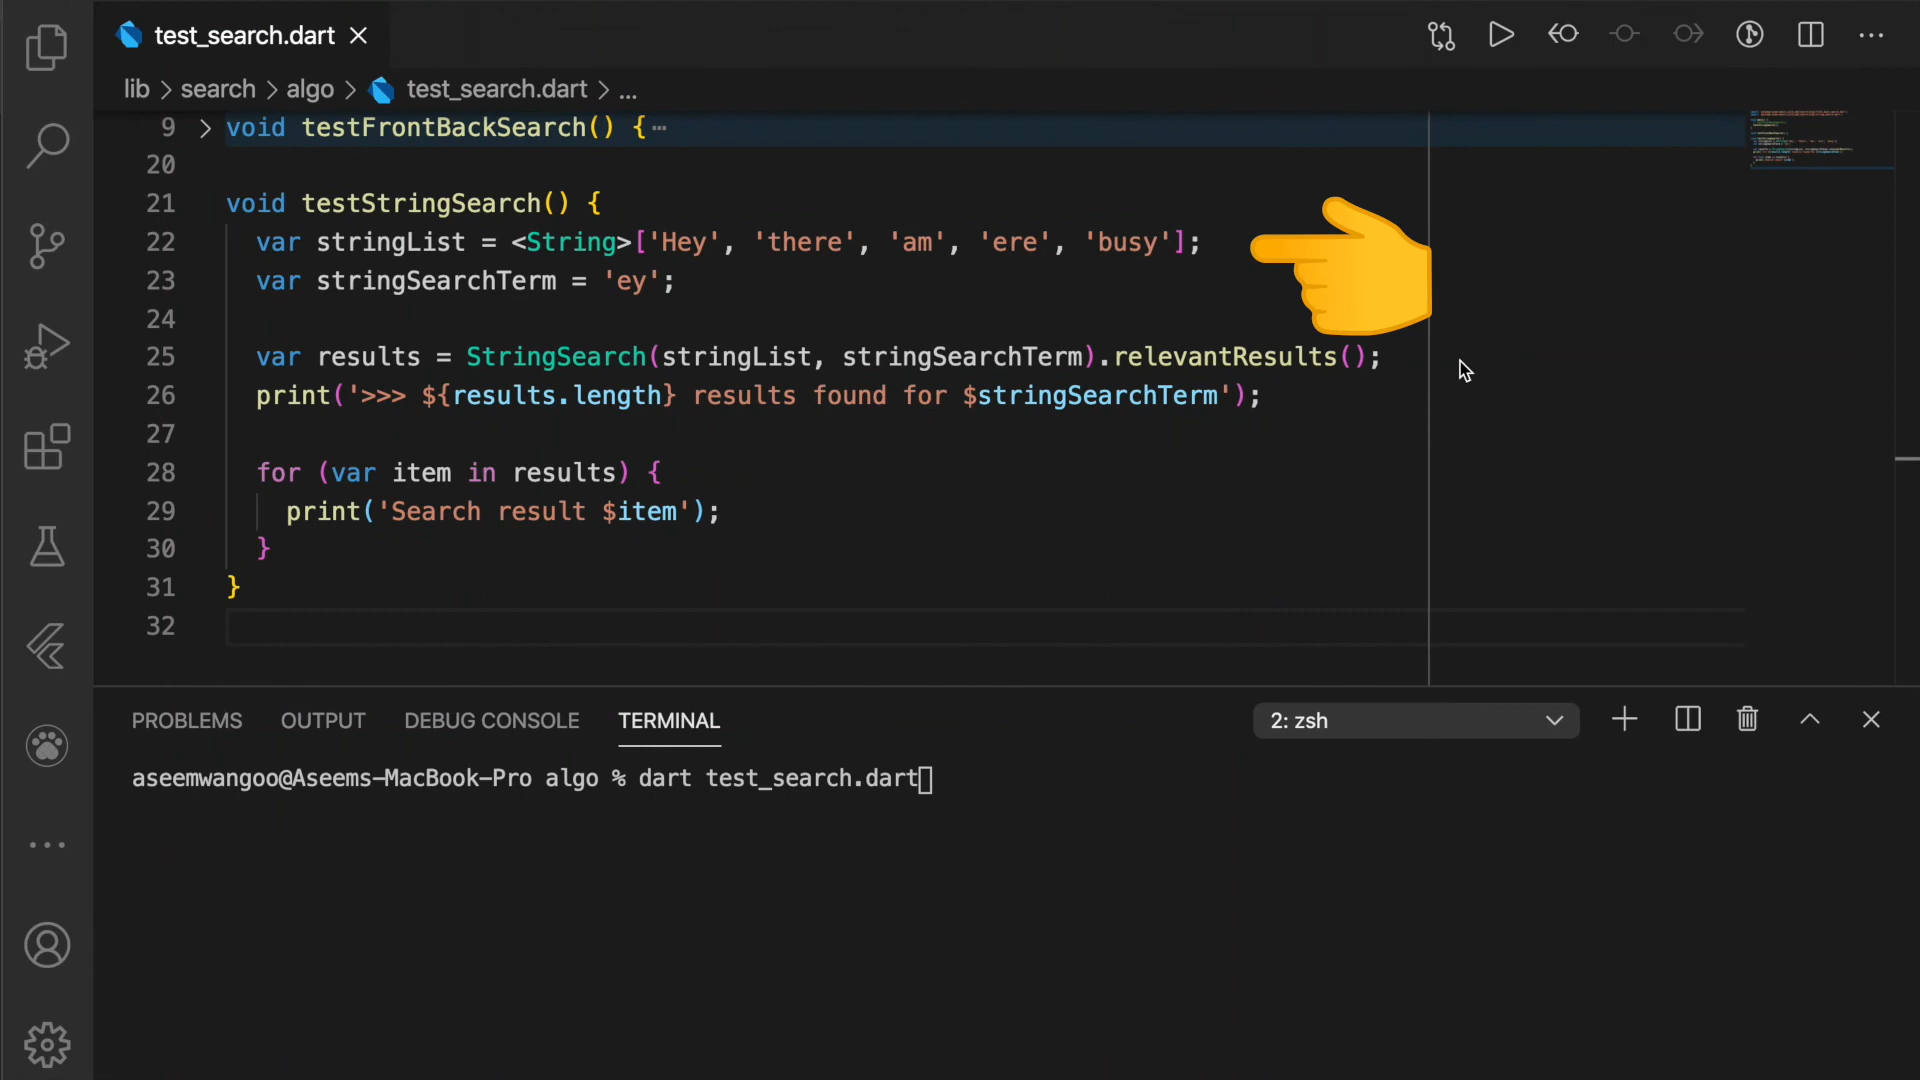 test_search.dart
lib > search > algo > test_search.dart > ...
9 void testFrontBackSearch() {
20
21 void testStringSearch() {
22 var stringList = <String>['Hey', 'there', 'am', 'ere', 'busy'];
23 var stringSearchTerm = 'ey';
24
25 var results = StringSearch(stringList, stringSearchTerm).relevantResults();
26 print('>>> ${results.length} results found for $stringSearchTerm');
27
28 for (var item in results) {
29 print('Search result $item');
30 }
31 }
32
PROBLEMS OUTPUT DEBUG CONSOLE TERMINAL 2: zsh
aseemwangoo@Aseems-MacBook-Pro algo % dart test_search.dart